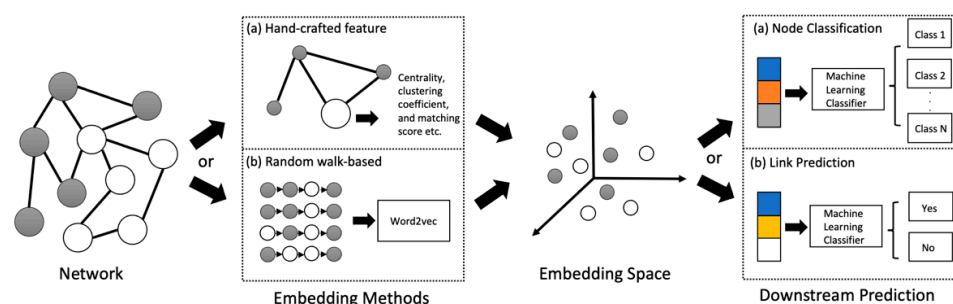 Network
or
(a) Hand-crafted feature
Centrality,
clustering
coefficient,
and matching
score etc.
(b) Random walk-based
Word2vec
Embedding Methods
Embedding Space
or
(a) Node Classification
Machine
Learning
Classifier
Class 1
Class 2
Class N
(b) Link Prediction
Machine
Learning
Classifier
Yes
No
Downstream Prediction